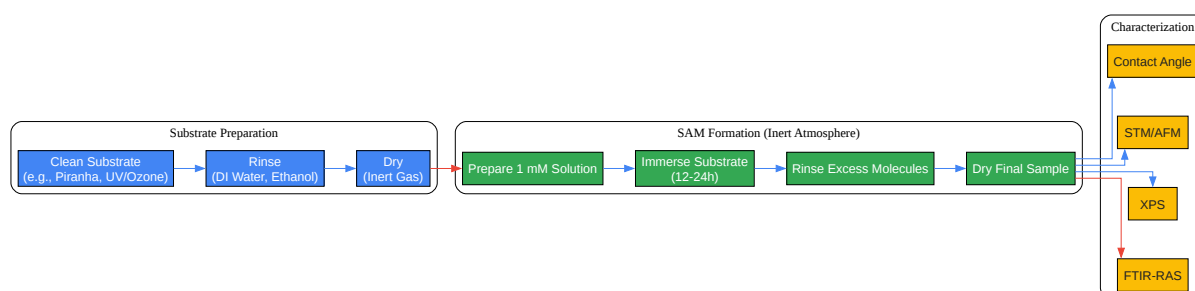 Substrate Preparation
Clean Substrate
(e.g., Piranha, UV/Ozone)
Rinse
(DI Water, Ethanol)
Dry
(Inert Gas)
SAM Formation (Inert Atmosphere)
Prepare 1 mM Solution
Immerse Substrate
(12-24h)
Rinse Excess Molecules
Dry Final Sample
Characterization
Contact Angle
STM/AFM
XPS
FTIR-RAS